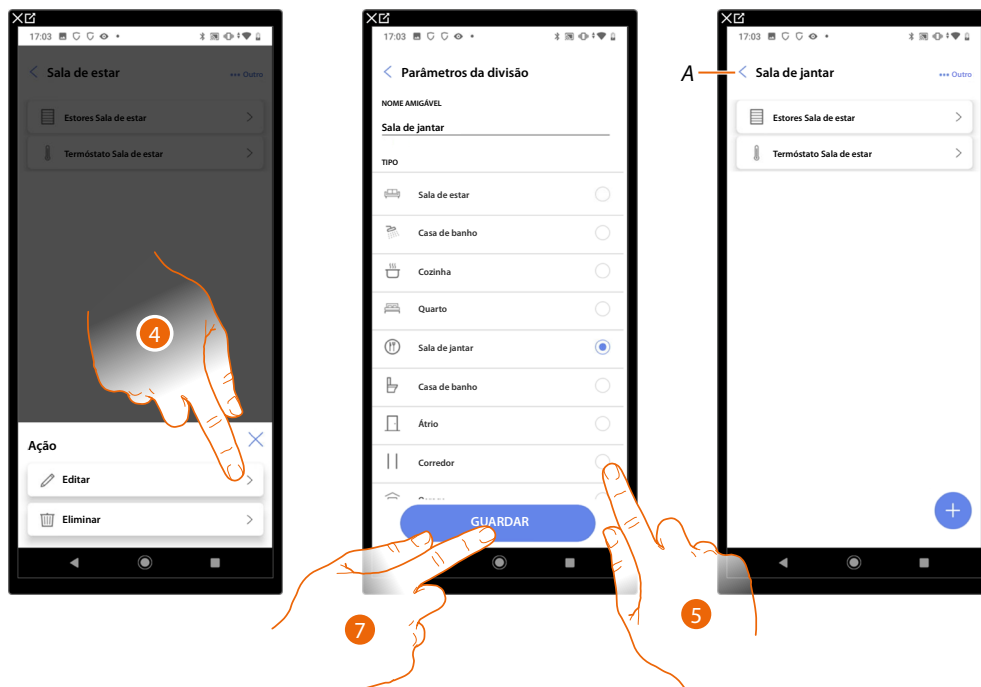 17:03
Sala de estar
••• Outro
Estores Sala de estar
Termóstato Sala de estar
4
Ação
Editar
Eliminar
17:03
Parâmetros da divisão
NOME AMIGÁVEL
Sala de jantar
TIPO
Sala de estar
Casa de banho
Cozinha
Quarto
Sala de jantar
Casa de banho
Átrio
Corredor
GUARDAR
7
5
17:03
A
Sala de jantar
••• Outro
Estores Sala de estar
Termóstato Sala de estar